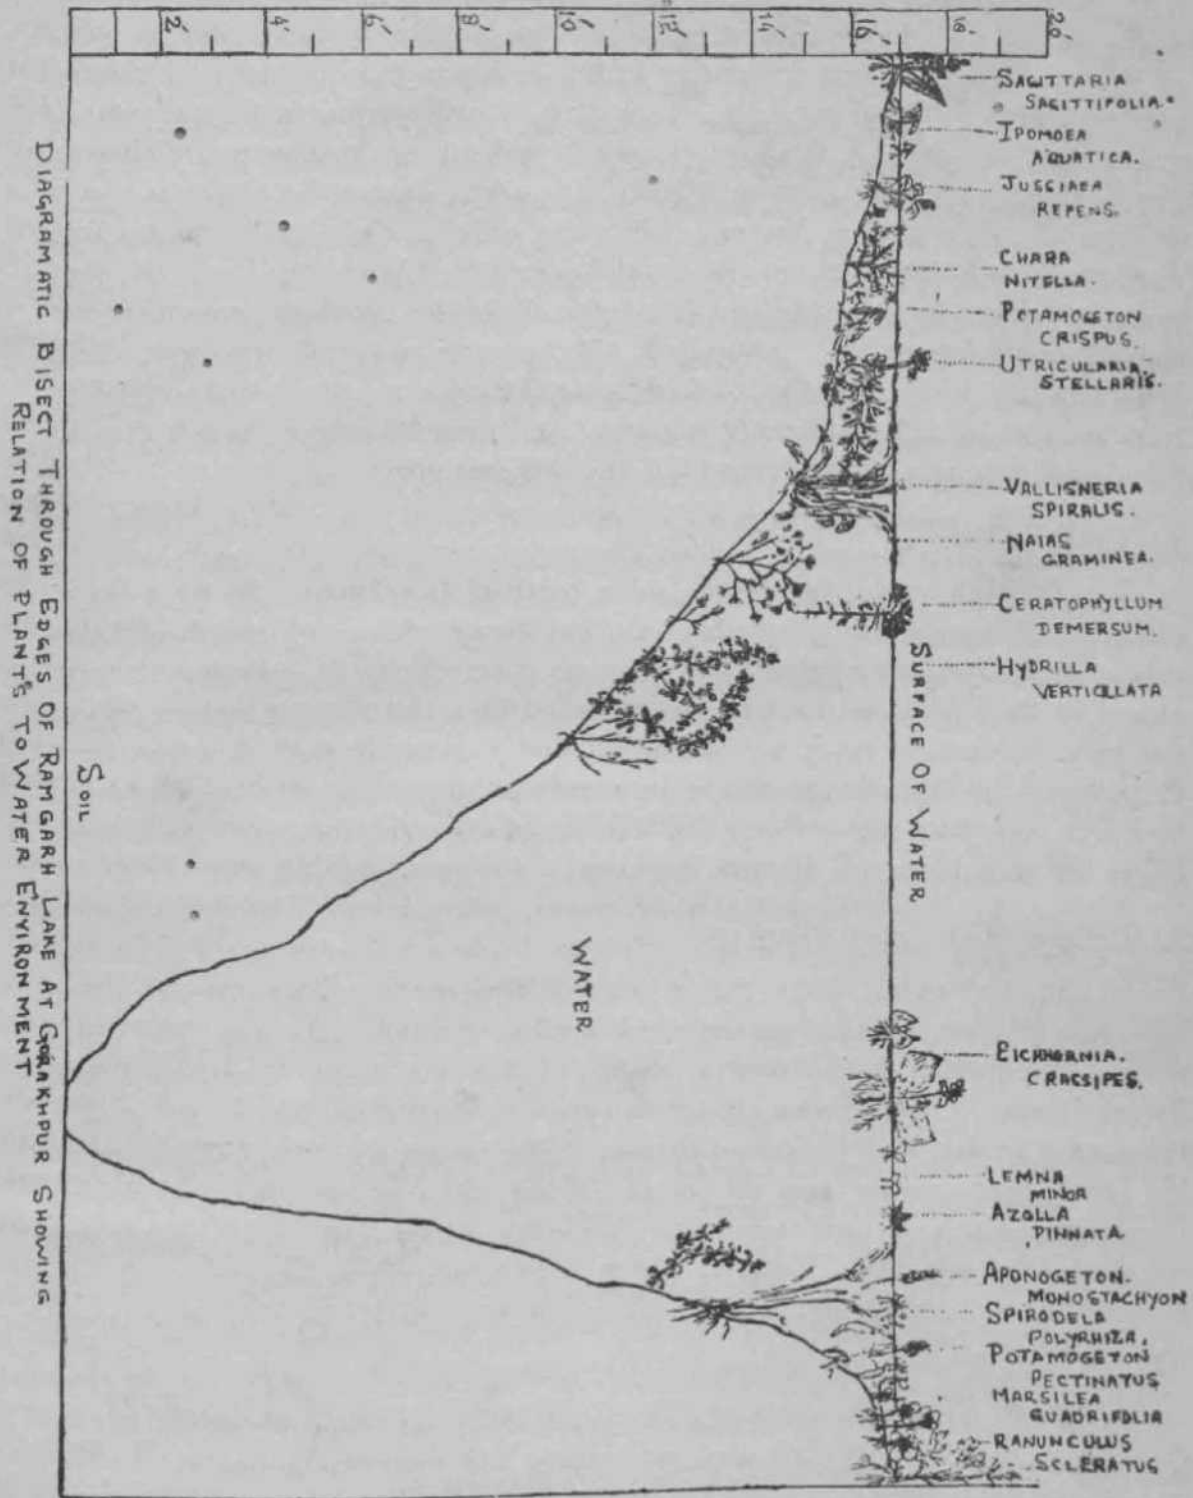 2'
4'
6'
8'
10'
12'
14'
16'
18'
20'
SAGITTARIA
SAGITTIFOLIA.
IPOMOEA
AQUATICA.
JUSSIAEA
REPENS.
CHARA
NITELLA.
POTAMOGETON
CRISPUS.
UTRICULARIA.
STELLARIS.
VALLISNERIA
SPIRALIS.
NAIAS
GRAMINEA.
CERATOPHYLLUM
DEMERSUM.
HYDRILLA
VERTICILLATA
SURFACE OF WATER
WATER
SOIL
EICHHORNIA.
CRASSIPES.
LEMNA
MINOR
AZOLLA
PINNATA
APONOGETON.
MONOSTACHYON
SPIRODELA
POLYRHIZA.
POTAMOGETON
PECTINATUS
MARSILEA
QUADRIFOLIA
RANUNCULUS
SCLERATUS
DIAGRAMATIC BISECT THROUGH EDGES OF RAMGARH LAKE AT GORAKHPUR SHOWING
RELATION OF PLANT'S TO WATER ENVIRONMENT